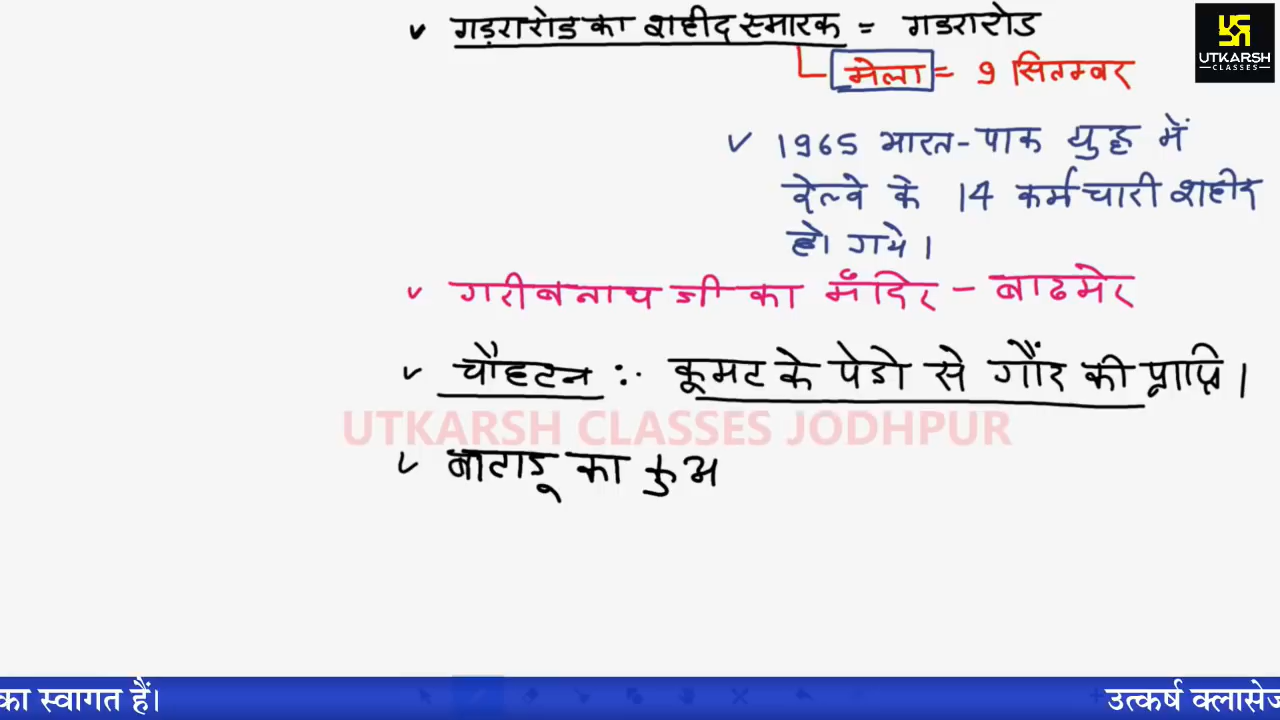 गड़रारोड का शहीद स्मारक = गडरारोड
UTKARSH
CLASSES
मेला = 9 सितम्बर
1965 भारत-पाक युद्ध में
रेल्वे के 14 कर्मचारी शहीद
हो गये।
गरीबनाथ जी का मंदिर - बाढमेर
चौहटन :- कूमट के पेडो से गौंर की प्राप्ति।
UTKARSH CLASSES JODHPUR
बाटाडू का कुअ
का स्वागत हैं।
उत्कर्ष क्लासेज